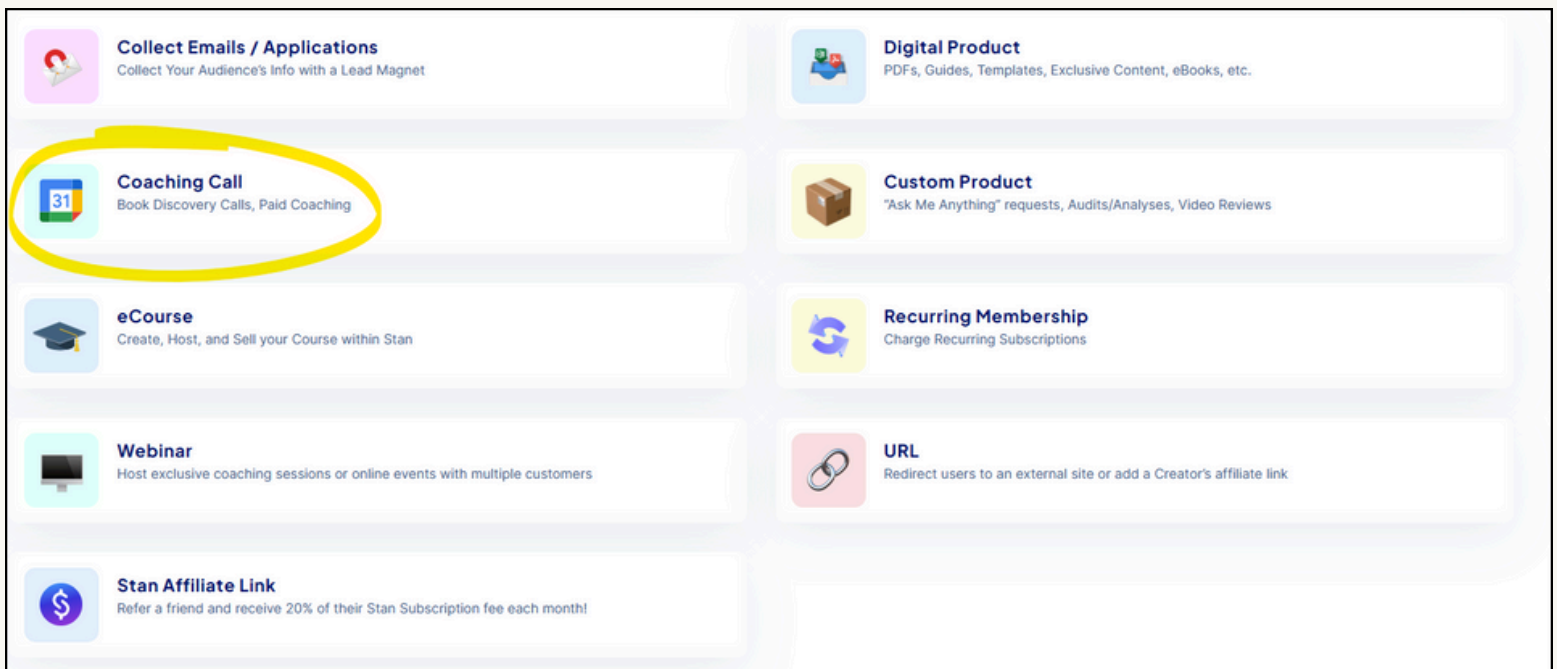 Collect Emails / Applications
Collect Your Audience's Info with a Lead Magnet
Digital Product
PDFs, Guides, Templates, Exclusive Content, eBooks, etc.
31
Coaching Call
Book Discovery Calls, Paid Coaching
Custom Product
"Ask Me Anything" requests, Audits/Analyses, Video Reviews
eCourse
Create, Host, and Sell your Course within Stan
Recurring Membership
Charge Recurring Subscriptions
Webinar
Host exclusive coaching sessions or online events with multiple customers
URL
Redirect users to an external site or add a Creator's affiliate link
$
Stan Affiliate Link
Refer a friend and receive 20% of their Stan Subscription fee each month!